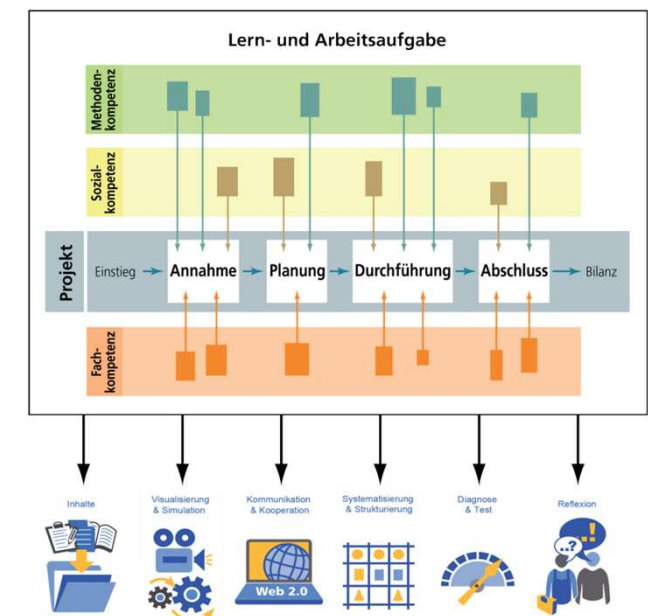 Lern- und Arbeitsaufgabe
Methoden-
kompetenz
Sozial-
kompetenz
Projekt
Einstieg
Annahme
Planung
Durchführung
Abschluss
Bilanz
Fach-
kompetenz
Inhalte
Visualisierung
& Simulation
Kommunikation
& Kooperation
Systematisierung
& Strukturierung
Diagnose
& Test
Reflexion
Web 2.0
..?
..!